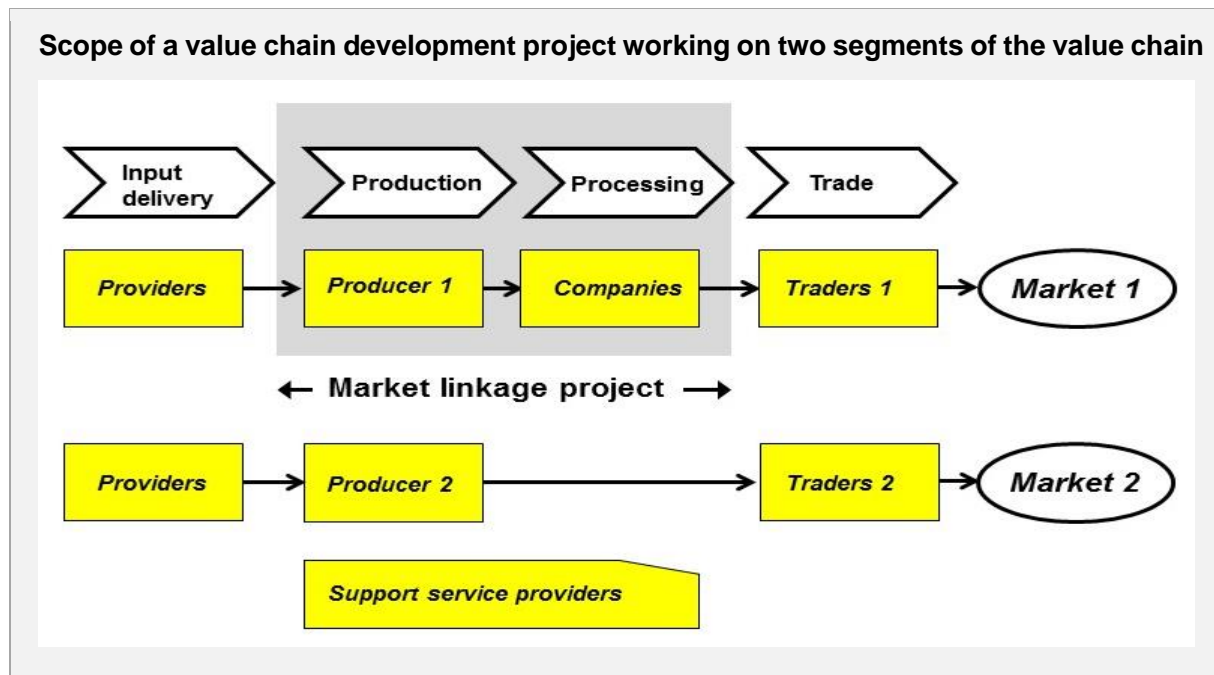 Scope of a value chain development project working on two segments of the value chain
Input
delivery
Production
Processing
Trade
Providers
Producer 1
Companies
Traders 1
Market 1
Market linkage project
Providers
Producer 2
Traders 2
Market 2
Support service providers